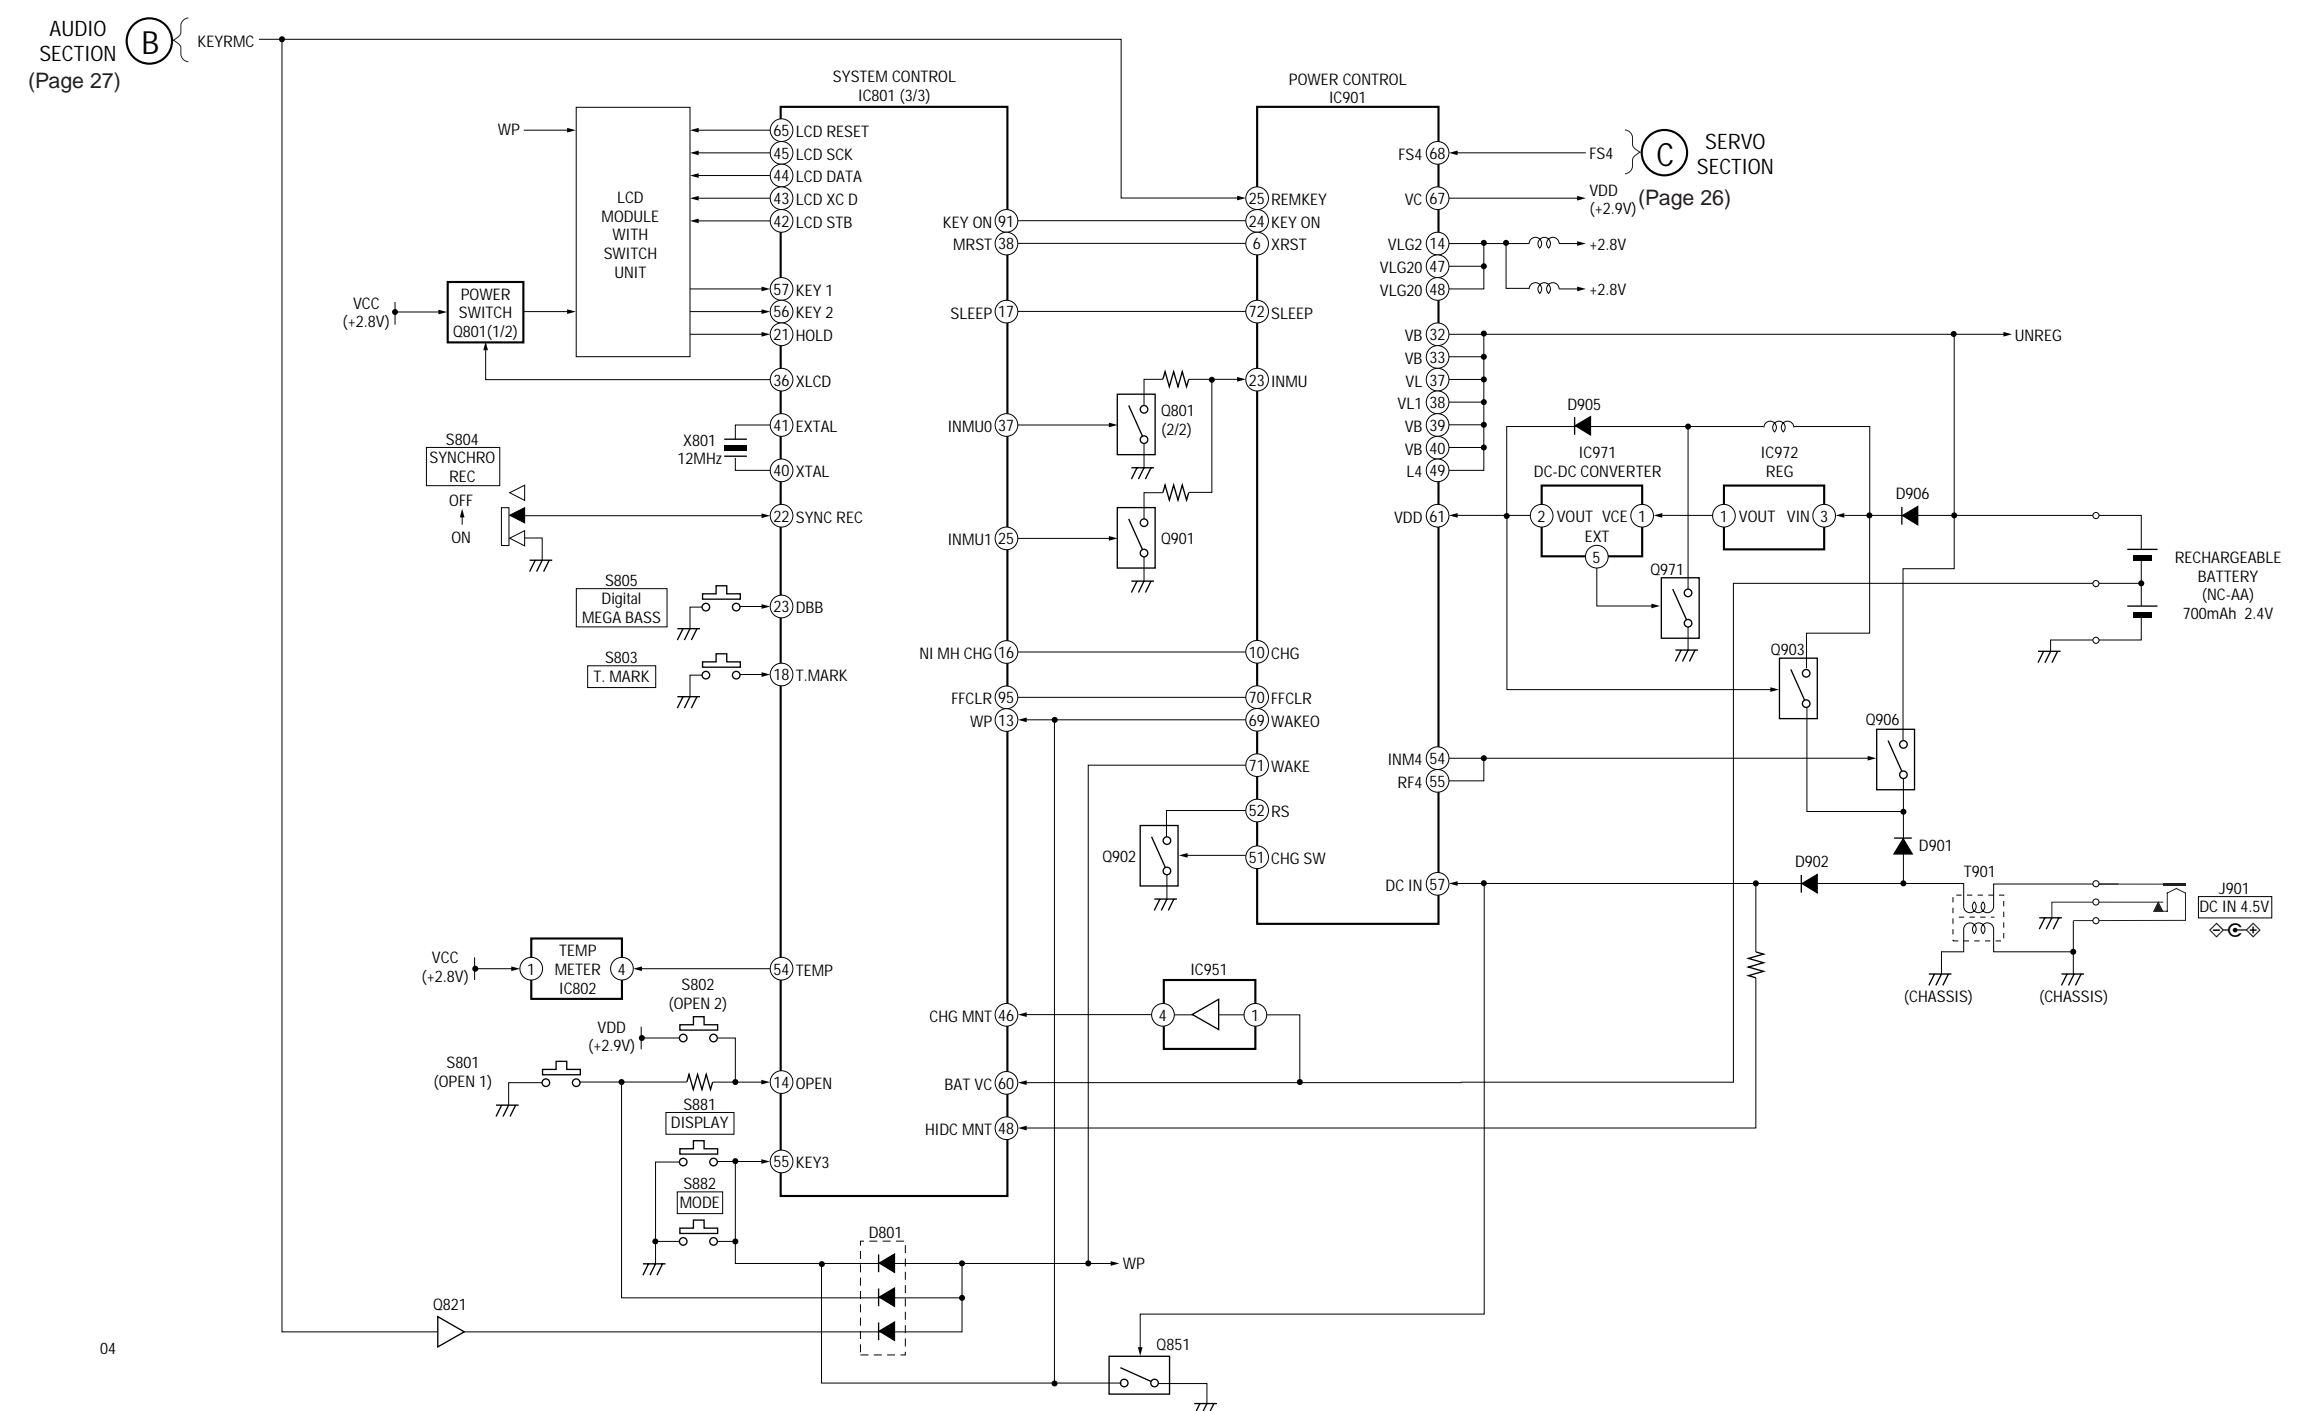 AUDIO
SECTION
(Page 27)
B
KEYRMC
SYSTEM CONTROL
IC801 (3/3)
POWER CONTROL
IC901
WP
LCD
MODULE
WITH
SWITCH
UNIT
65 LCD RESET
45 LCD SCK
44 LCD DATA
43 LCD XC D
42 LCD STB
57 KEY 1
56 KEY 2
21 HOLD
36 XLCD
41 EXTAL
40 XTAL
22 SYNC REC
23 DBB
18 T.MARK
54 TEMP
14 OPEN
55 KEY3
VCC
(+2.8V)
POWER
SWITCH
Q801(1/2)
X801
12MHz
S804
SYNCHRO
REC
OFF
ON
S805
Digital
MEGA BASS
S803
T. MARK
VCC
(+2.8V)
1
TEMP
METER
IC802
4
S802
(OPEN 2)
VDD
(+2.9V)
S801
(OPEN 1)
S881
DISPLAY
S882
MODE
D801
Q821
04
KEY ON 91
MRST 38
SLEEP 17
INMU0 37
INMU1 25
NI MH CHG 16
FFCLR 95
WP 13
CHG MNT 46
BAT VC 60
HIDC MNT 48
Q801
(2/2)
Q901
Q902
IC951
4
1
WP
Q851
25 REMKEY
24 KEY ON
6 XRST
72 SLEEP
23 INMU
10 CHG
70 FFCLR
69 WAKEO
71 WAKE
52 RS
51 CHG SW
FS4 68
VC 67
VLG2 14
VLG20 47
VLG20 48
VB 32
VB 33
VL 37
VL1 38
VB 39
VB 40
L4 49
VDD 61
INM4 54
RF4 55
DC IN 57
FS4
C
SERVO
SECTION
(Page 26)
VDD
(+2.9V)
+2.8V
+2.8V
UNREG
D905
IC971
DC-DC CONVERTER
2 VOUT VCE 1
EXT
5
IC972
REG
1 VOUT VIN 3
D906
Q971
Q903
Q906
RECHARGEABLE
BATTERY
(NC-AA)
700mAh 2.4V
D901
D902
T901
J901
DC IN 4.5V
(CHASSIS)
(CHASSIS)